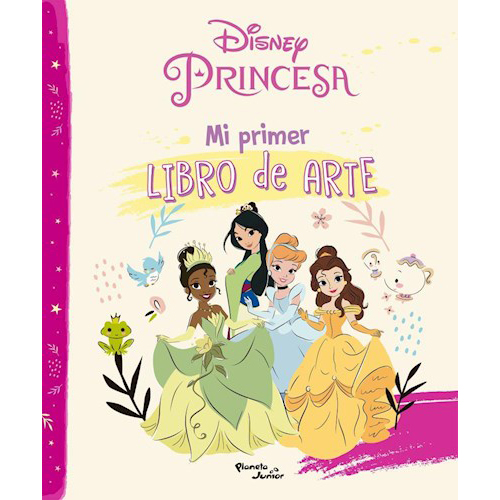 Disney
PRINCESA
Mi primer
LIBRO de ARTE
Planeta
Junior